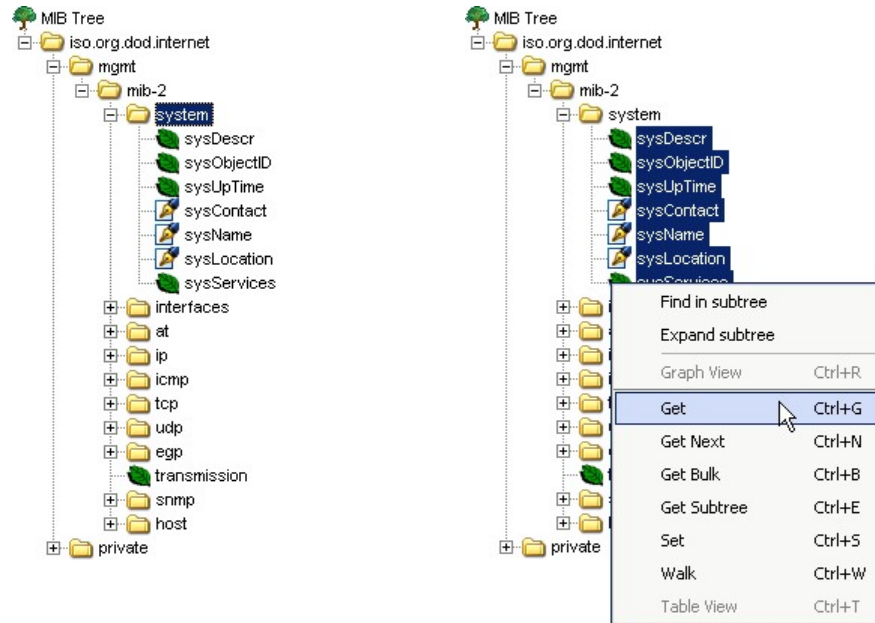 MIB Tree
iso.org.dod.internet
mgmt
mib-2
system
sysDescr
sysObjectID
sysUpTime
sysContact
sysName
sysLocation
sysServices
interfaces
at
ip
icmp
tcp
udp
egp
transmission
snmp
host
private
MIB Tree
iso.org.dod.internet
mgmt
mib-2
system
sysDescr
sysObjectID
sysUpTime
sysContact
sysName
sysLocation
sysServices
private
Find in subtree
Expand subtree
Graph View Ctrl+R
Get Ctrl+G
Get Next Ctrl+N
Get Bulk Ctrl+B
Get Subtree Ctrl+E
Set Ctrl+S
Walk Ctrl+W
Table View Ctrl+T